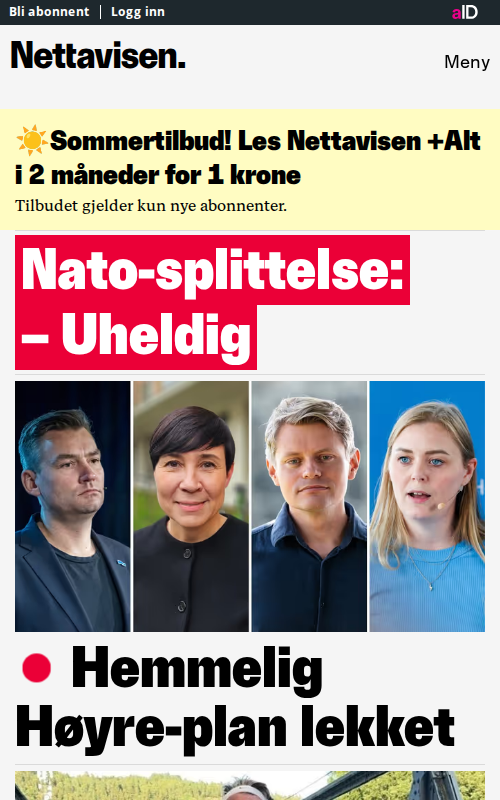 Bli abonnent | Logg inn
aID
Nettavisen.
Meny
☀️Sommertilbud! Les Nettavisen +Alt
i 2 måneder for 1 krone
Tilbudet gjelder kun nye abonnenter.
Nato-splittelse:
– Uheldig
Hemmelig
Høyre-plan lekket